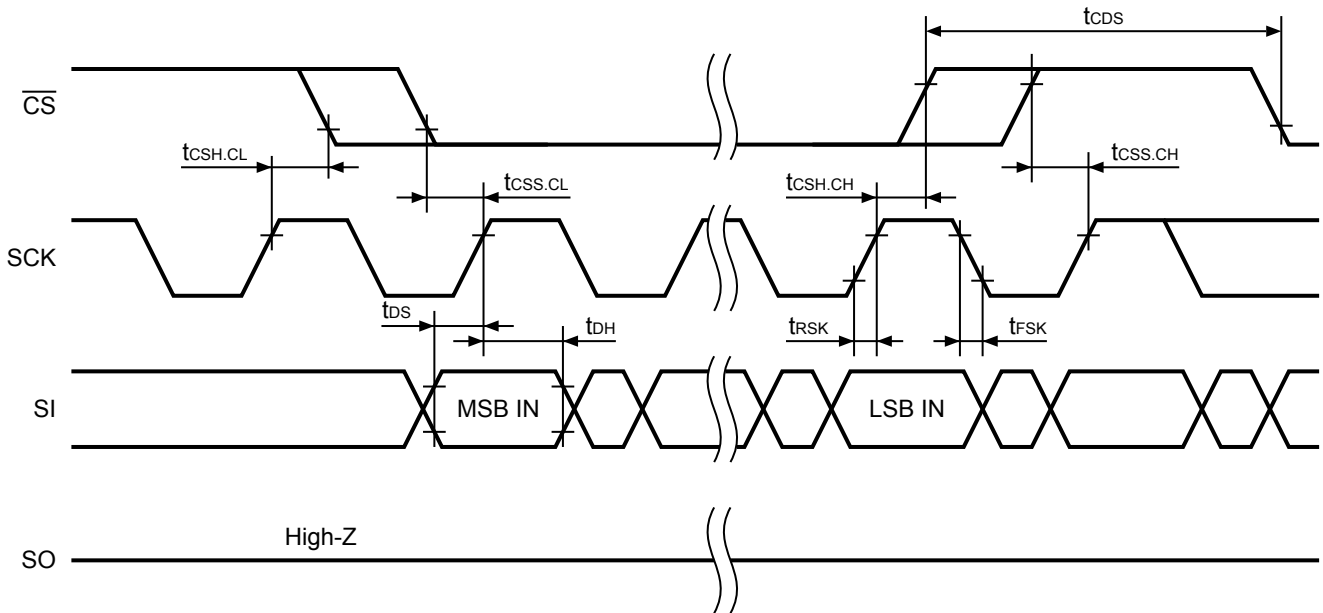 tCDS
CS
tCSH.CL
tCSS.CL
tCSH.CH
tCSS.CH
SCK
tDS
tDH
tRSK
tFSK
SI
MSB IN
LSB IN
High-Z
SO